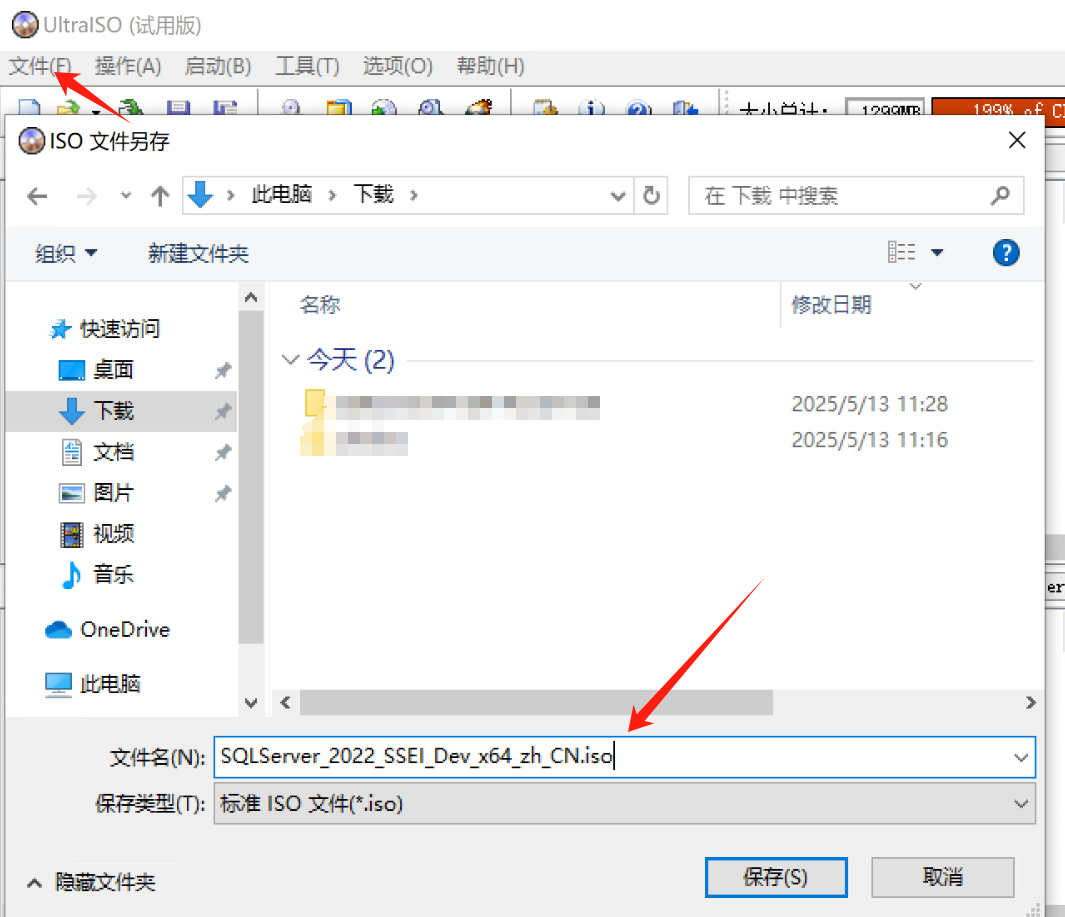 UltraISO (试用版)
文件(F) 操作(A) 启动(B) 工具(T) 选项(O) 帮助(H)
大小总计: 1299MB 199% of
ISO 文件另存
此电脑 下载
在 下载 中搜索
组织 新建文件夹
名称 修改日期
快速访问
桌面
下载
文档
图片
视频
音乐
OneDrive
此电脑
今天 (2)
2025/5/13 11:28
2025/5/13 11:16
文件名(N): SQLServer_2022_SSEI_Dev_x64_zh_CN.iso
保存类型(T): 标准 ISO 文件(*.iso)
隐藏文件夹 保存(S) 取消